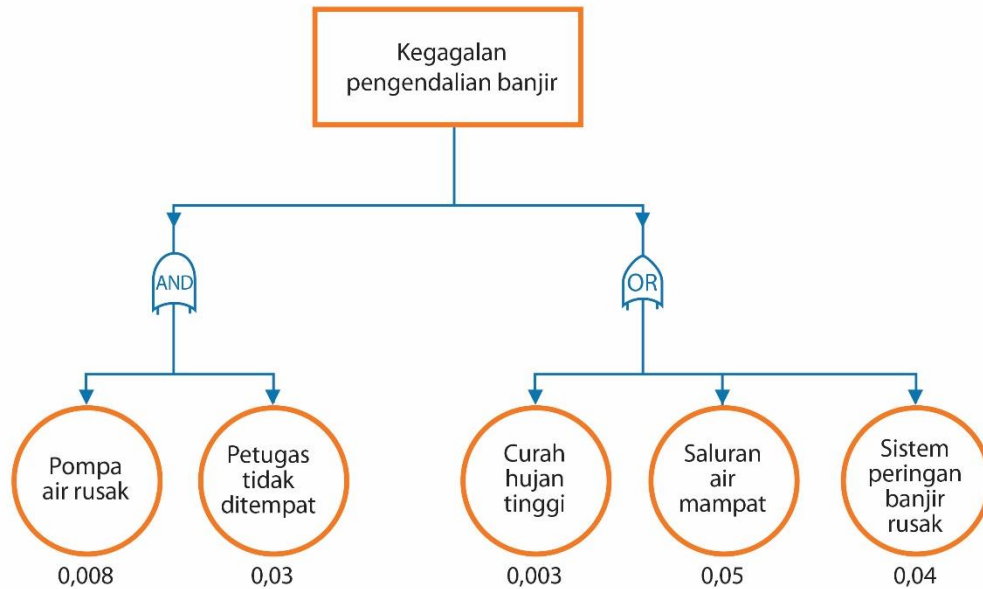 Kegagalan
pengendalian banjir
AND
OR
Pompa
air rusak
Petugas
tidak
ditempat
Curah
hujan
tinggi
Saluran
air
mampat
Sistem
peringan
banjir
rusak
0,008
0,03
0,003
0,05
0,04